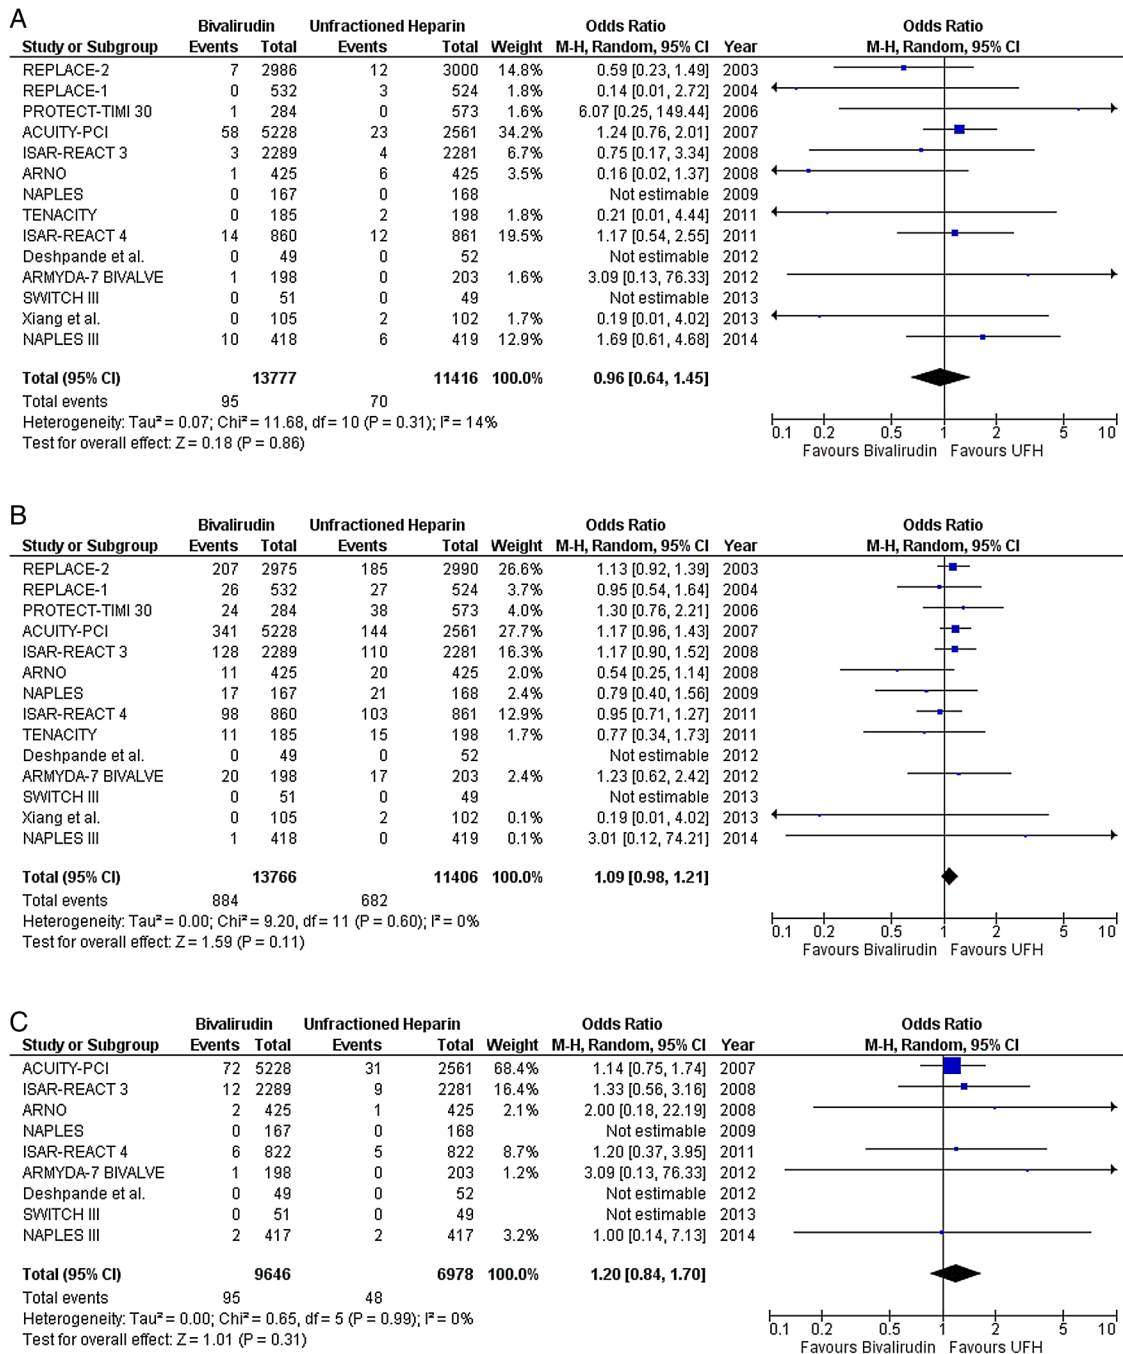 A
Bivalirudin Unfractioned Heparin Odds Ratio Odds Ratio
Study or Subgroup Events Total Events Total Weight M-H, Random, 95% CI Year M-H, Random, 95% CI
REPLACE-2 7 2986 12 3000 14.8% 0.59 [0.23, 1.49] 2003
REPLACE-1 0 532 3 524 1.8% 0.14 [0.01, 2.72] 2004
PROTECT-TIMI 30 1 284 0 573 1.6% 6.07 [0.25, 149.44] 2006
ACUITY-PCI 58 5228 23 2561 34.2% 1.24 [0.76, 2.01] 2007
ISAR-REACT 3 3 2289 4 2281 6.7% 0.75 [0.17, 3.34] 2008
ARNO 1 425 6 425 3.5% 0.16 [0.02, 1.37] 2008
NAPLES 0 167 0 168 Not estimable 2009
TENACITY 0 185 2 198 1.8% 0.21 [0.01, 4.44] 2011
ISAR-REACT 4 14 860 12 861 19.5% 1.17 [0.54, 2.55] 2011
Deshpande et al. 0 49 0 52 Not estimable 2012
ARMYDA-7 BIVALVE 1 198 0 203 1.6% 3.09 [0.13, 76.33] 2012
SWITCH III 0 51 0 49 Not estimable 2013
Xiang et al. 0 105 2 102 1.7% 0.19 [0.01, 4.02] 2013
NAPLES III 10 418 6 419 12.9% 1.69 [0.61, 4.68] 2014
Total (95% CI) 13777 11416 100.0% 0.96 [0.64, 1.45]
Total events 95 70
Heterogeneity: Tau² = 0.07; Chi² = 11.68, df = 10 (P = 0.31); I² = 14%
Test for overall effect: Z = 0.18 (P = 0.86)
0.1 0.2 0.5 1 2 5 10
Favours Bivalirudin Favours UFH
B
Bivalirudin Unfractioned Heparin Odds Ratio Odds Ratio
Study or Subgroup Events Total Events Total Weight M-H, Random, 95% CI Year M-H, Random, 95% CI
REPLACE-2 207 2975 185 2990 26.6% 1.13 [0.92, 1.39] 2003
REPLACE-1 26 532 27 524 3.7% 0.95 [0.54, 1.64] 2004
PROTECT-TIMI 30 24 284 38 573 4.0% 1.30 [0.76, 2.21] 2006
ACUITY-PCI 341 5228 144 2561 27.7% 1.17 [0.96, 1.43] 2007
ISAR-REACT 3 128 2289 110 2281 16.3% 1.17 [0.90, 1.52] 2008
ARNO 11 425 20 425 2.0% 0.54 [0.25, 1.14] 2008
NAPLES 17 167 21 168 2.4% 0.79 [0.40, 1.56] 2009
ISAR-REACT 4 98 860 103 861 12.9% 0.95 [0.71, 1.27] 2011
TENACITY 11 185 15 198 1.7% 0.77 [0.34, 1.73] 2011
Deshpande et al. 0 49 0 52 Not estimable 2012
ARMYDA-7 BIVALVE 20 198 17 203 2.4% 1.23 [0.62, 2.42] 2012
SWITCH III 0 51 0 49 Not estimable 2013
Xiang et al. 0 105 2 102 0.1% 0.19 [0.01, 4.02] 2013
NAPLES III 1 418 0 419 0.1% 3.01 [0.12, 74.21] 2014
Total (95% CI) 13766 11406 100.0% 1.09 [0.98, 1.21]
Total events 884 682
Heterogeneity: Tau² = 0.00; Chi² = 9.20, df = 11 (P = 0.60); I² = 0%
Test for overall effect: Z = 1.59 (P = 0.11)
0.1 0.2 0.5 1 2 5 10
Favours Bivalirudin Favours UFH
C
Bivalirudin Unfractioned Heparin Odds Ratio Odds Ratio
Study or Subgroup Events Total Events Total Weight M-H, Random, 95% CI Year M-H, Random, 95% CI
ACUITY-PCI 72 5228 31 2561 68.4% 1.14 [0.75, 1.74] 2007
ISAR-REACT 3 12 2289 9 2281 16.4% 1.33 [0.56, 3.16] 2008
ARNO 2 425 1 425 2.1% 2.00 [0.18, 22.19] 2008
NAPLES 0 167 0 168 Not estimable 2009
ISAR-REACT 4 6 822 5 822 8.7% 1.20 [0.37, 3.95] 2011
ARMYDA-7 BIVALVE 1 198 0 203 1.2% 3.09 [0.13, 76.33] 2012
Deshpande et al. 0 49 0 52 Not estimable 2012
SWITCH III 0 51 0 49 Not estimable 2013
NAPLES III 2 417 2 417 3.2% 1.00 [0.14, 7.13] 2014
Total (95% CI) 9646 6978 100.0% 1.20 [0.84, 1.70]
Total events 95 48
Heterogeneity: Tau² = 0.00; Chi² = 0.65, df = 5 (P = 0.99); I² = 0%
Test for overall effect: Z = 1.01 (P = 0.31)
0.1 0.2 0.5 1 2 5 10
Favours Bivalirudin Favours UFH